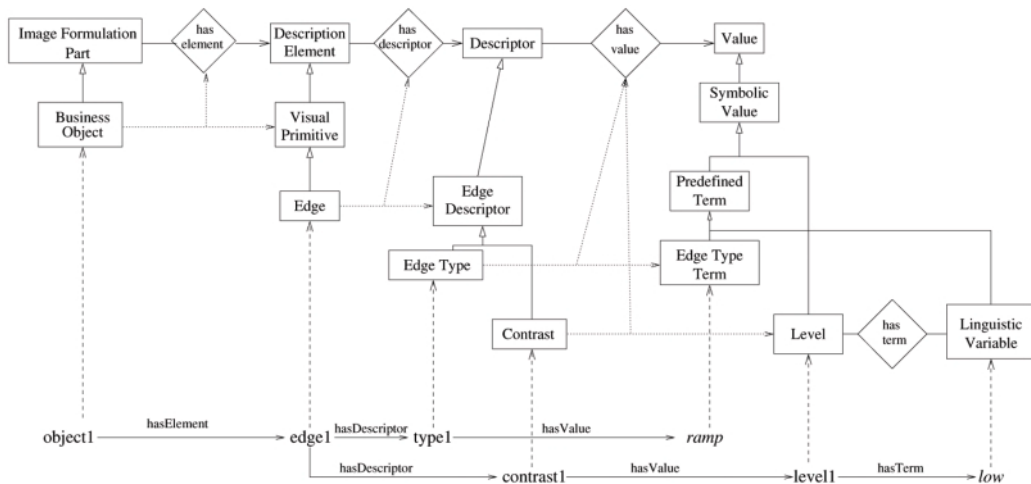 Image Formulation
Part
has
element
Description
Element
has
descriptor
Descriptor
has
value
Value
Business
Object
Visual
Primitive
Symbolic
Value
Edge
Edge
Descriptor
Predefined
Term
Edge Type
Edge Type
Term
Contrast
Level
has
term
Linguistic
Variable
object1
hasElement
edge1
hasDescriptor
type1
hasValue
ramp
hasDescriptor
contrast1
hasValue
level1
hasTerm
low